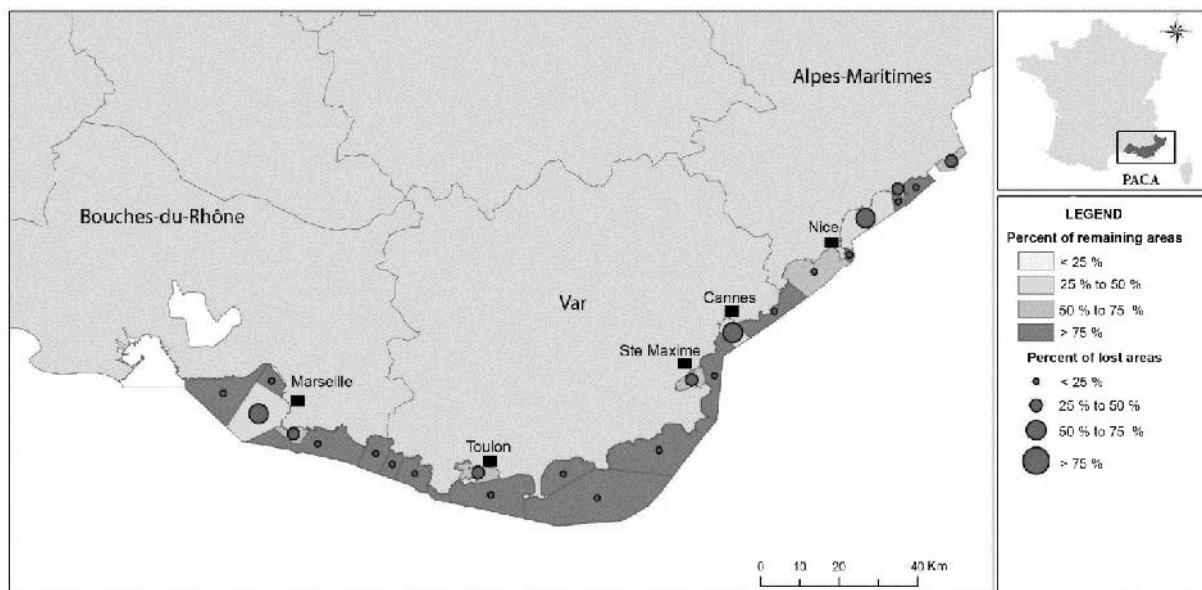 Alpes-Maritimes
Bouches-du-Rhône
Nice
Var
Cannes
Ste Maxime
Marseille
Toulon
0 10 20 40 Km
PACA
LEGEND
Percent of remaining areas
< 25 %
25 % to 50 %
50 % to 75 %
> 75 %
Percent of lost areas
< 25 %
25 % to 50 %
50 % to 75 %
> 75 %